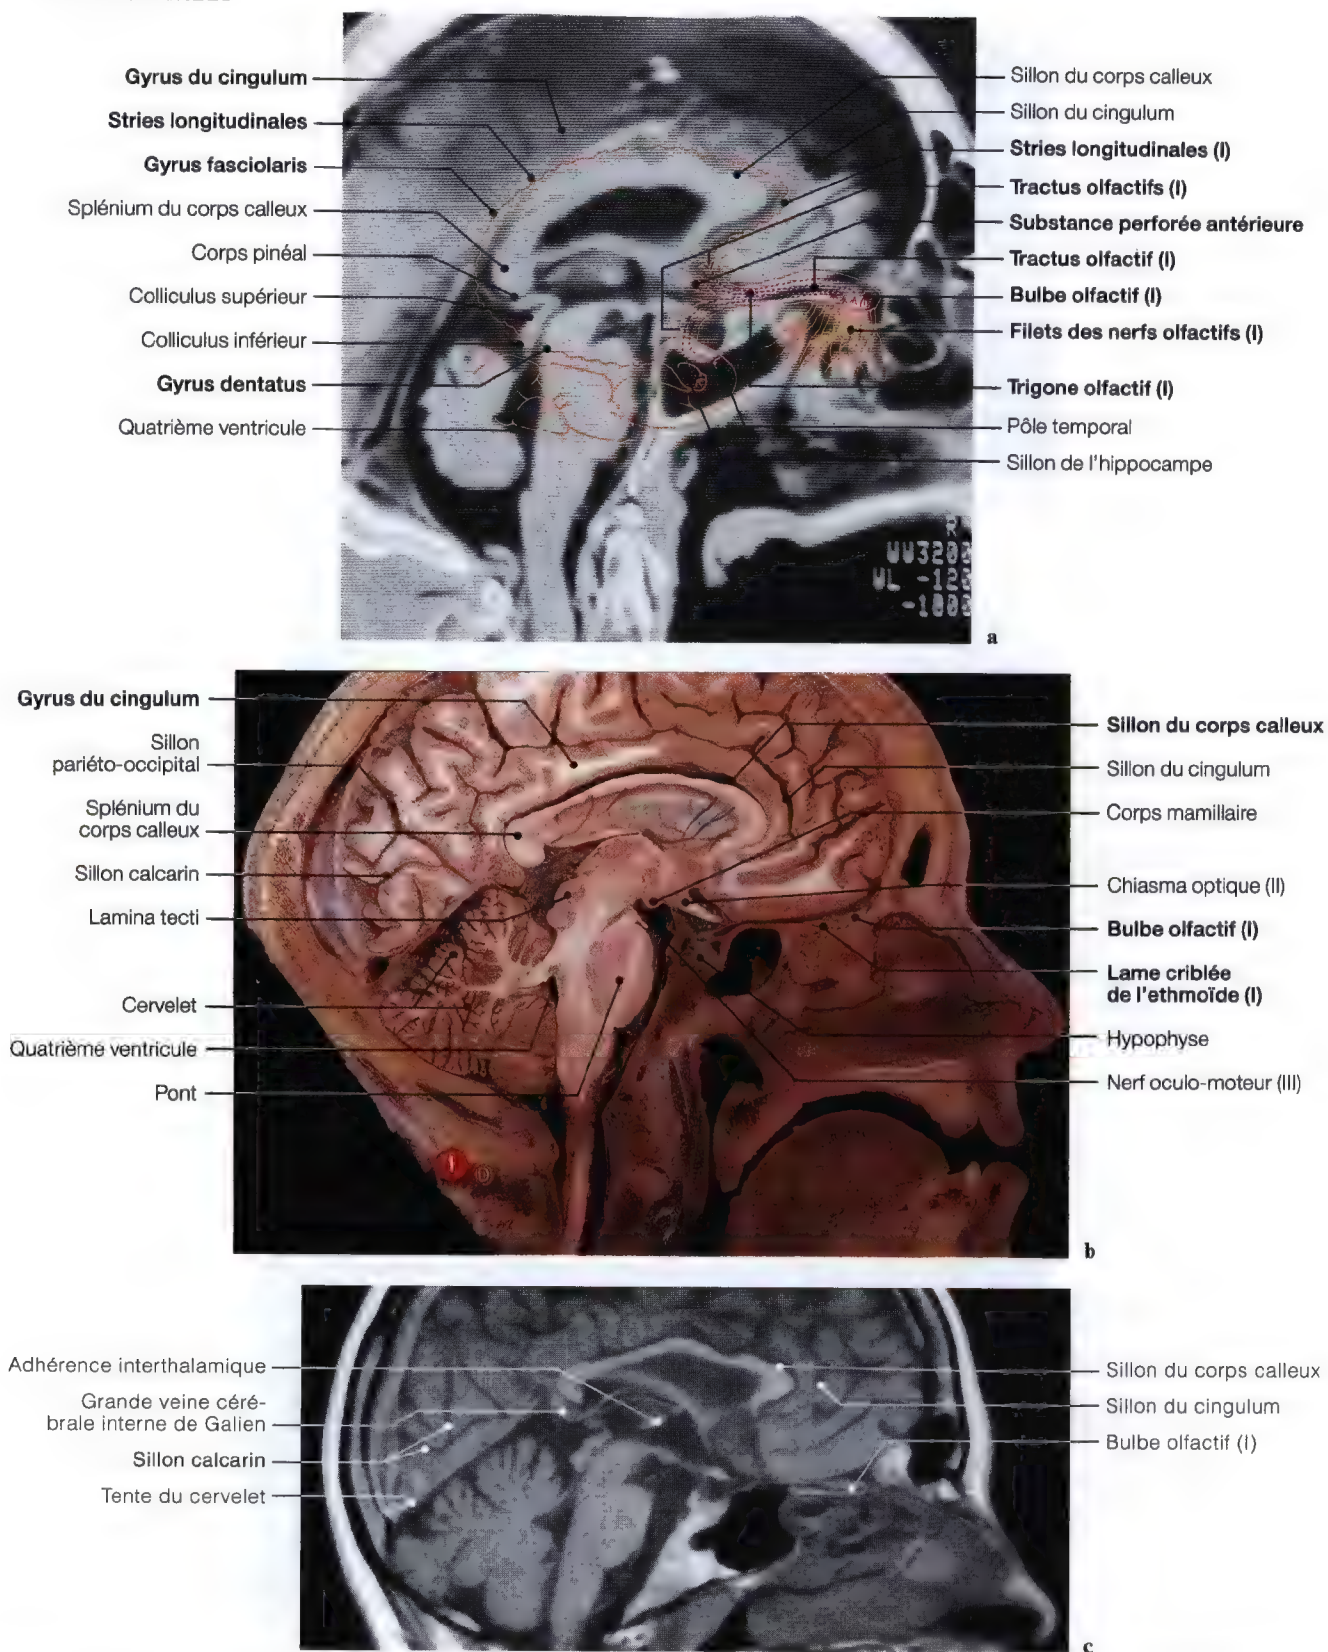 Gyrus du cingulum
Stries longitudinales
Gyrus fasciolaris
Splénium du corps calleux
Corps pinéal
Colliculus supérieur
Colliculus inférieur
Gyrus dentatus
Quatrième ventricule
Sillon du corps calleux
Sillon du cingulum
Stries longitudinales (I)
Tractus olfactifs (I)
Substance perforée antérieure
Tractus olfactif (I)
Bulbe olfactif (I)
Filets des nerfs olfactifs (I)
Trigone olfactif (I)
Pôle temporal
Sillon de l'hippocampe
WL -120
a
Gyrus du cingulum
Sillon
pariéto-occipital
Splénium du
corps calleux
Sillon calcarin
Lamina tecti
Cervelet
Quatrième ventricule
Pont
Sillon du corps calleux
Sillon du cingulum
Corps mamillaire
Chiasma optique (II)
Bulbe olfactif (I)
Lame criblée
de l'ethmoïde (I)
Hypophyse
Nerf oculo-moteur (III)
b
Adhérence interthalamique
Grande veine céré-
brale interne de Galien
Sillon calcarin
Tente du cervelet
Sillon du corps calleux
Sillon du cingulum
Bulbe olfactif (I)
c